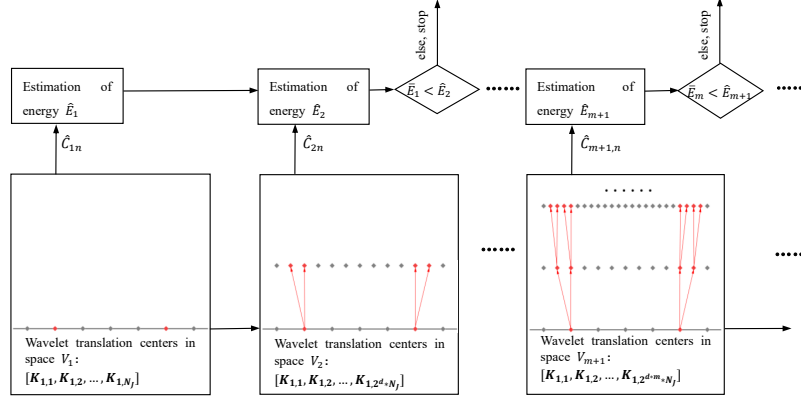 else, stop
else, stop
Estimation of
energy Ê₁
Estimation of
energy Ê₂
Ē₁ < Ê₂
......
Estimation of
energy Ê_{m+1}
Ē_m < Ê_{m+1}
.....
Ĉ_{1n}
Ĉ_{2n}
Ĉ_{m+1,n}
......
......
.....
Wavelet translation centers in
space V₁:
[K_{1,1}, K_{1,2}, ..., K_{1,N_J}]
Wavelet translation centers in
space V₂:
[K_{1,1}, K_{1,2}, ..., K_{1,2^{d}*N_J}]
Wavelet translation centers in
space V_{m+1}:
[K_{1,1}, K_{1,2}, ..., K_{1,2^{d*m}*N_J}]